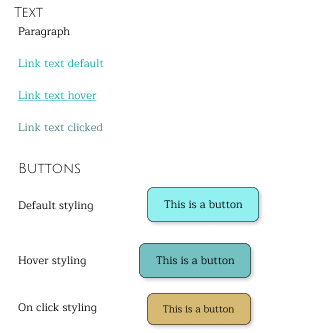 Text
Paragraph
Link text default
Link text hover
Link text clicked
Buttons
Default styling
This is a button
Hover styling
This is a button
On click styling
This is a button